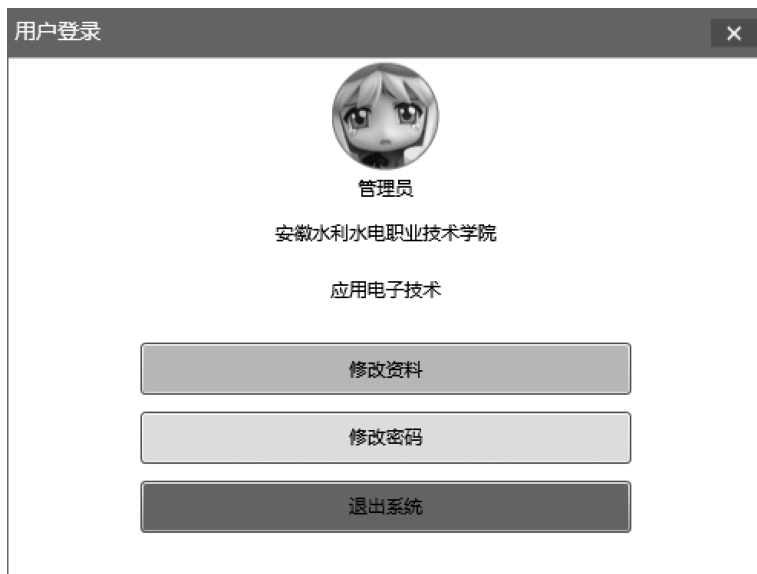 用户登录
管理员
安徽水利水电职业技术学院
应用电子技术
修改资料
修改密码
退出系统